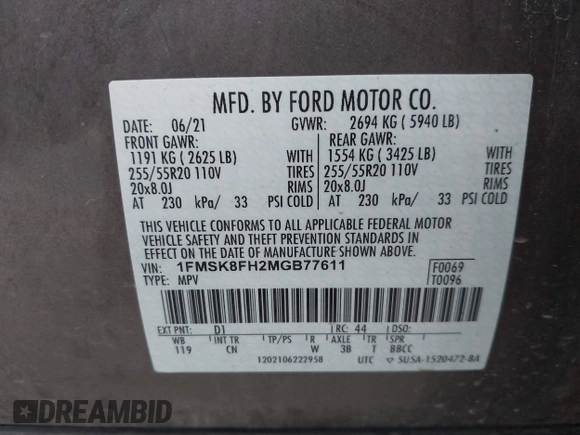 MFD. BY FORD MOTOR CO.
DATE: 06/21 GVWR: 2694 KG ( 5940 LB)
FRONT GAWR: REAR GAWR:
1191 KG ( 2625 LB) WITH 1554 KG ( 3425 LB) WITH
255/55R20 110V TIRES 255/55R20 110V TIRES
20x8.0J RIMS 20x8.0J RIMS
AT 230 kPa/ 33 PSI COLD AT 230 kPa/ 33 PSI COLD
THIS VEHICLE CONFORMS TO ALL APPLICABLE FEDERAL MOTOR
VEHICLE SAFETY AND THEFT PREVENTION STANDARDS IN
EFFECT ON THE DATE OF MANUFACTURE SHOWN ABOVE.
VIN: 1FMSK8FH2MGB77611 F0069
TYPE: MPV T0096
EXT PNT: D1 RC: 44 DSO:
WB INT TR TP/PS R AXLE TR SPR
119 CN W 3B T BBCC
1202106222958 UTC SU5A-1520472-BA
DREAMBID